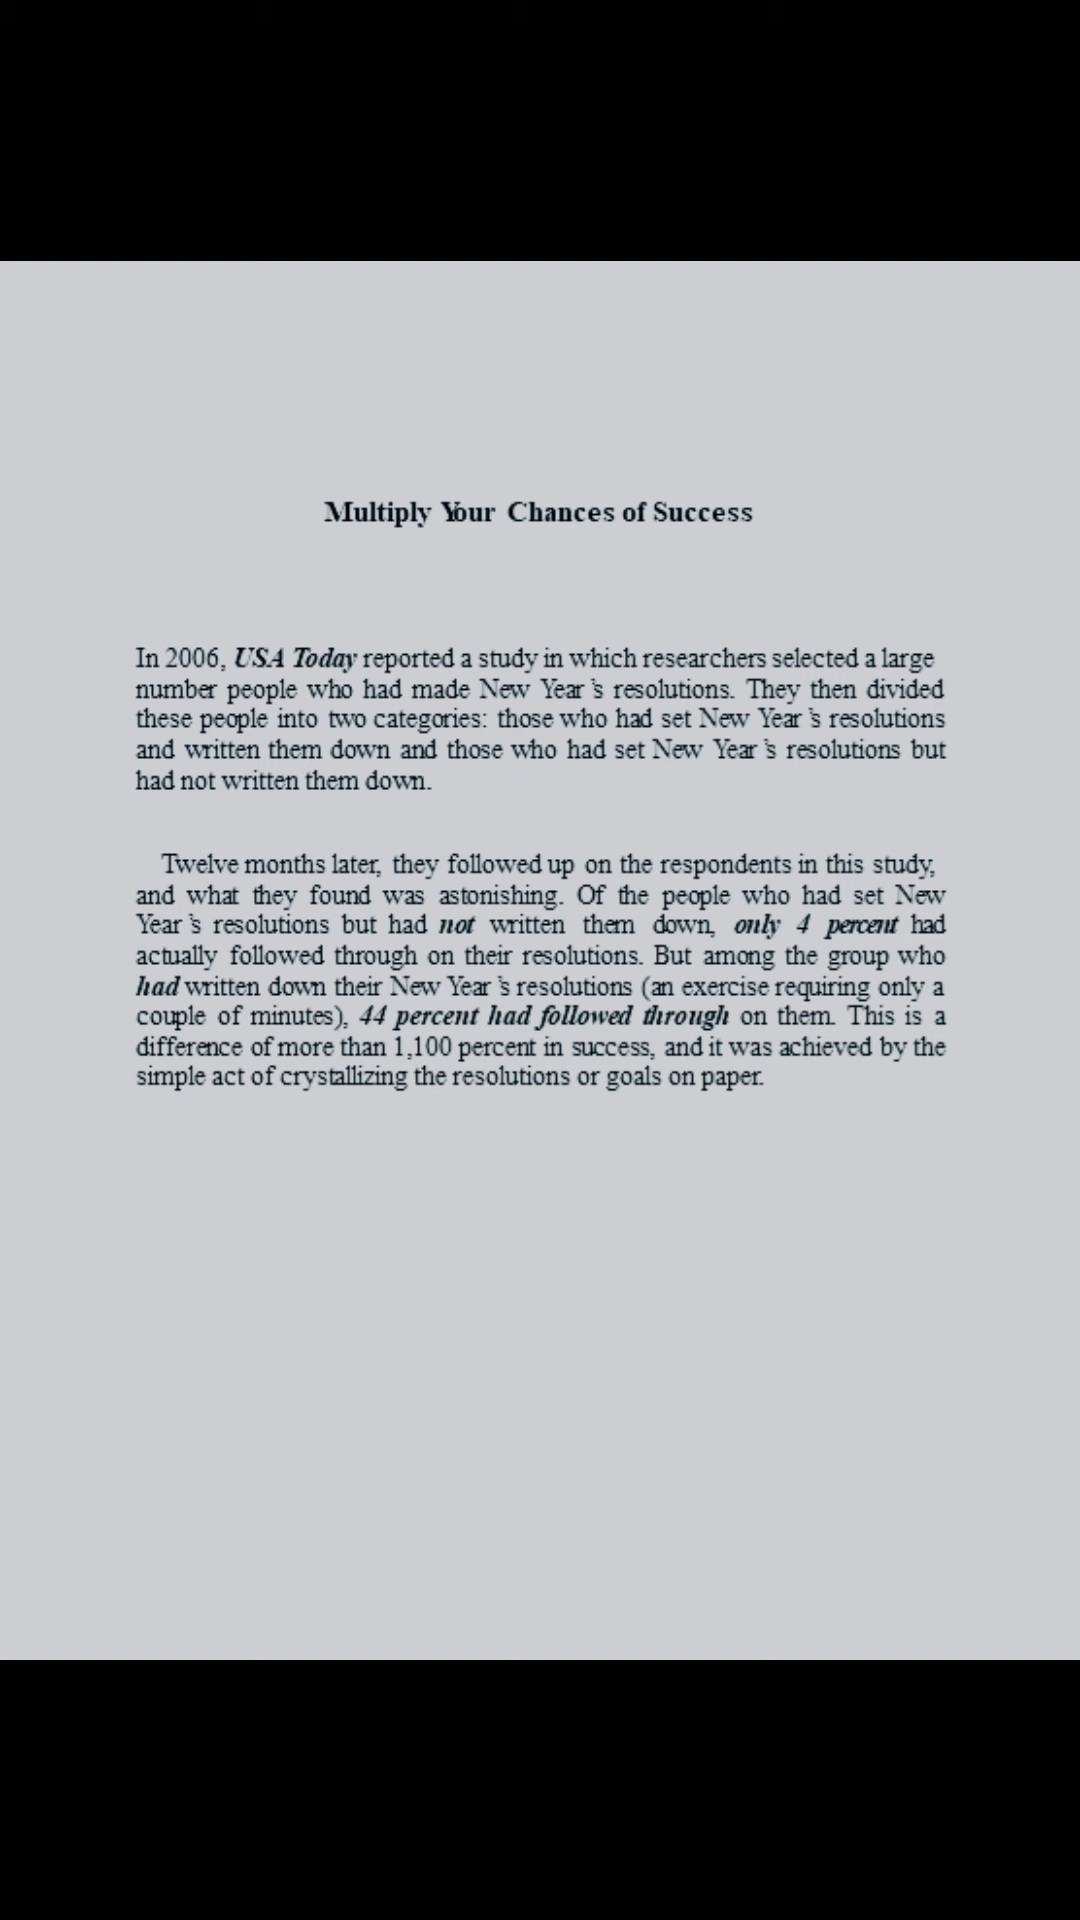 Multiply Your Chances of Success
In 2006, USA Today reported a study in which researchers selected a large
number people who had made New Year's resolutions. They then divided
these people into two categories: those who had set New Year's resolutions
and written them down and those who had set New Year's resolutions but
had not written them down.
Twelve months later, they followed up on the respondents in this study,
and what they found was astonishing. Of the people who had set New
Year's resolutions but had not written them down, only 4 percent had
actually followed through on their resolutions. But among the group who
had written down their New Year's resolutions (an exercise requiring only a
couple of minutes), 44 percent had followed through on them. This is a
difference of more than 1,100 percent in success, and it was achieved by the
simple act of crystallizing the resolutions or goals on paper.